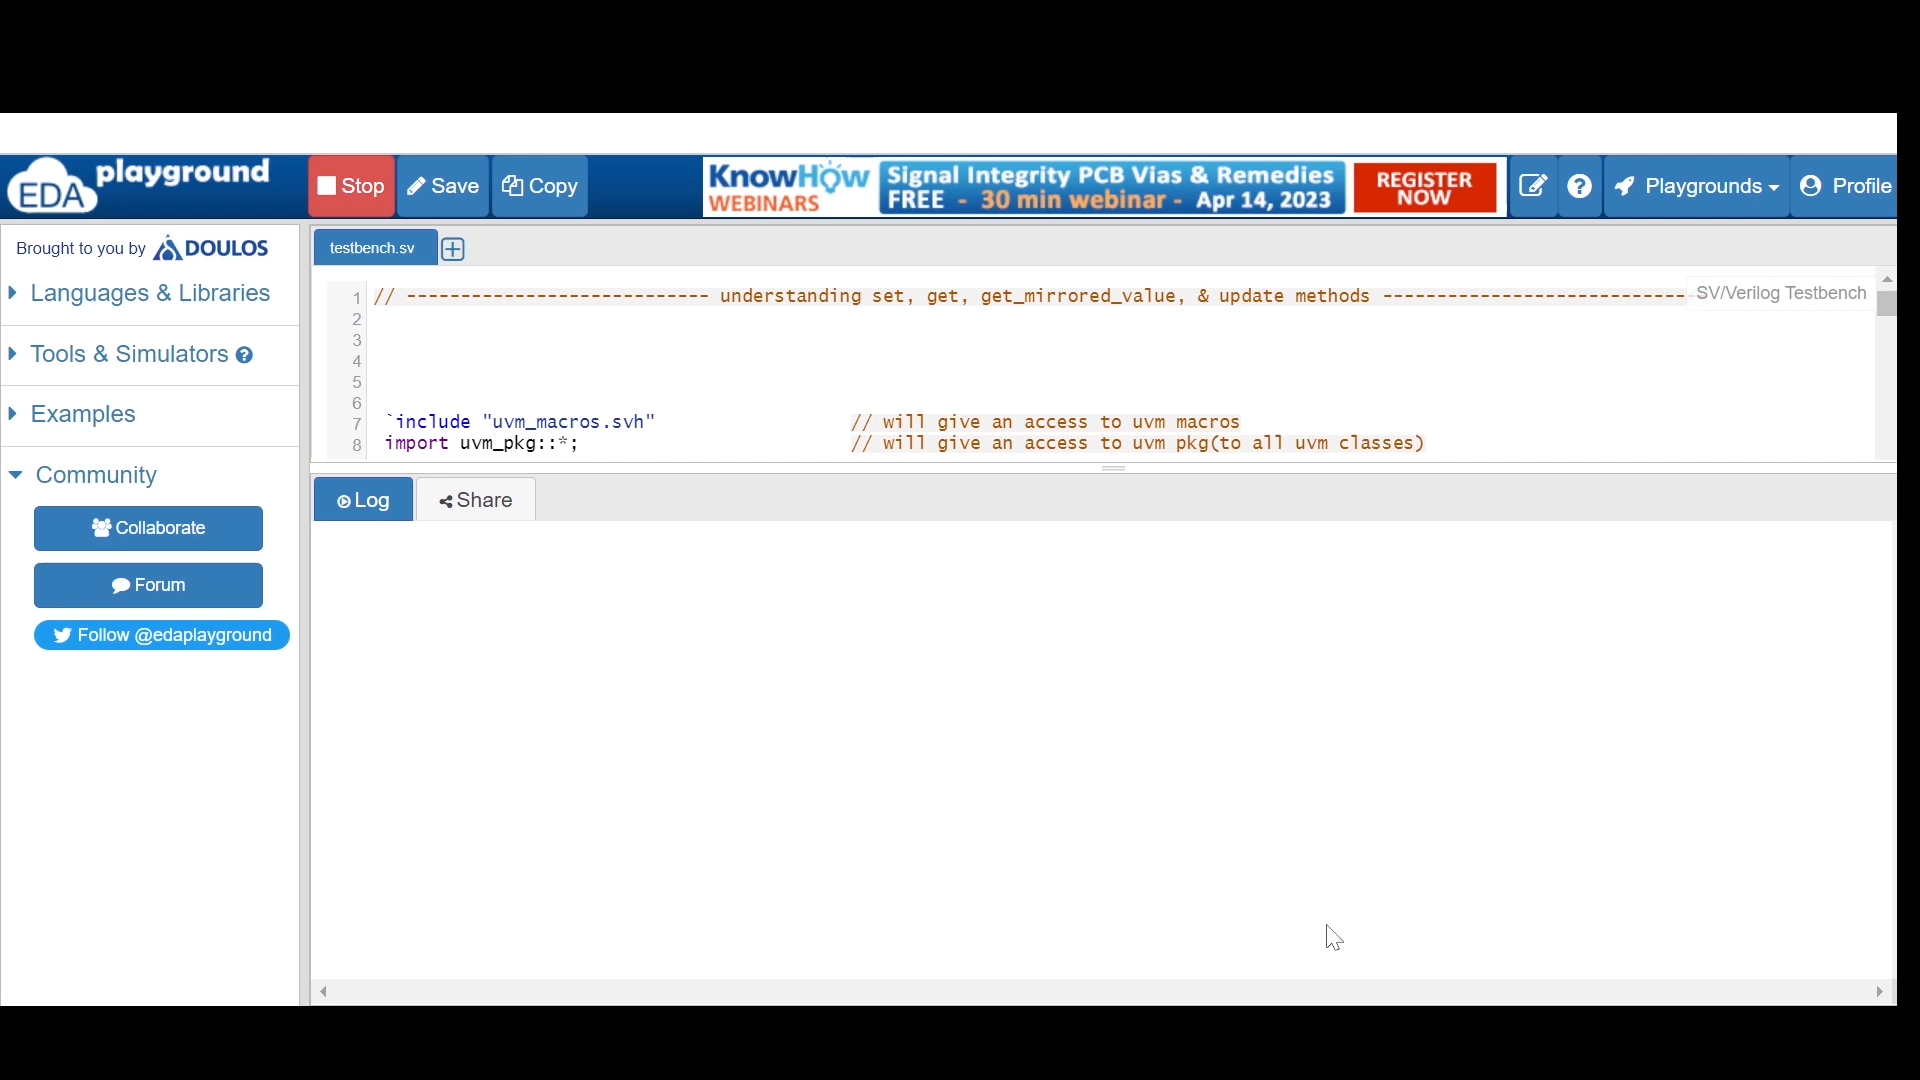 EDA playground
Stop
Save
Copy
KnowHow
WEBINARS
Signal Integrity PCB Vias & Remedies
FREE - 30 min webinar - Apr 14, 2023
REGISTER
NOW
Playgrounds
Profile
Brought to you by DOULOS
Languages & Libraries
Tools & Simulators
Examples
Community
Collaborate
Forum
Follow @edaplayground
testbench.sv
SV/Verilog Testbench
1 // ---------------------------- understanding set, get, get_mirrored_value, & update methods -----------------------------
2
3
4
5
6
7 `include "uvm_macros.svh" // will give an access to uvm macros
8 import uvm_pkg::*; // will give an access to uvm pkg(to all uvm classes)
Log
Share